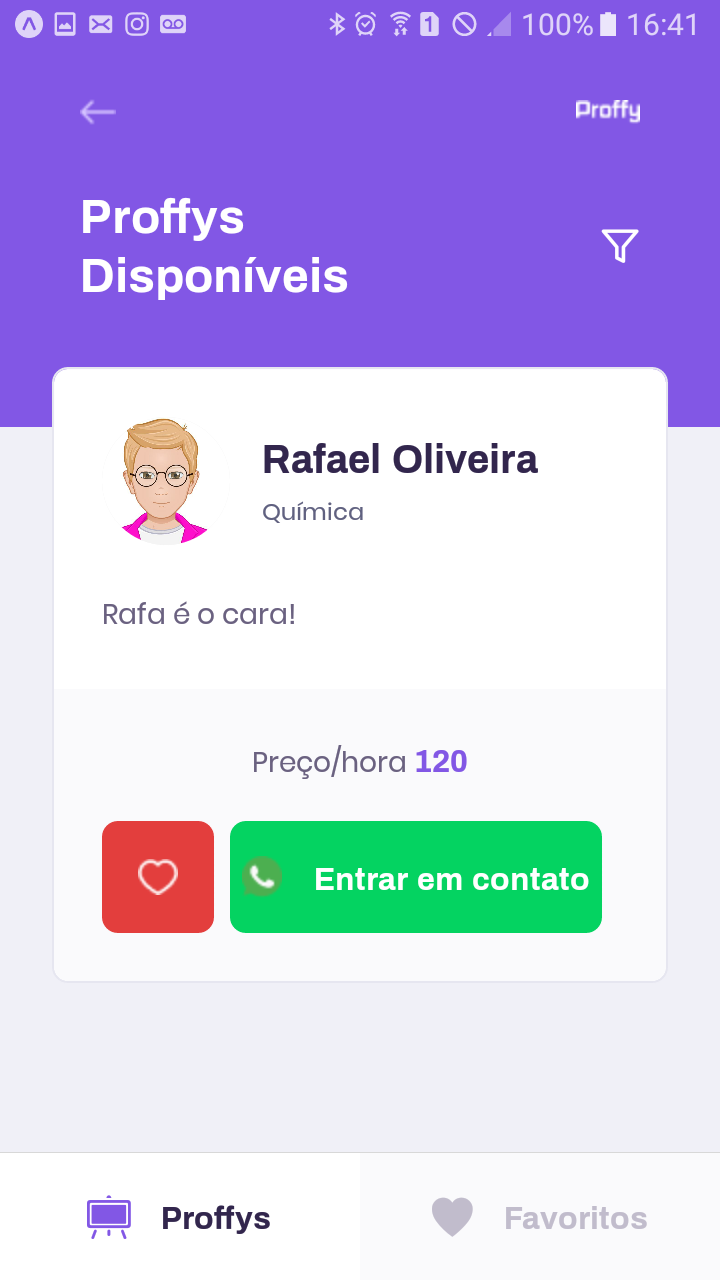 100% 16:41
Proffy
Proffys
Disponíveis
Rafael Oliveira
Química
Rafa é o cara!
Preço/hora 120
Entrar em contato
Proffys
Favoritos